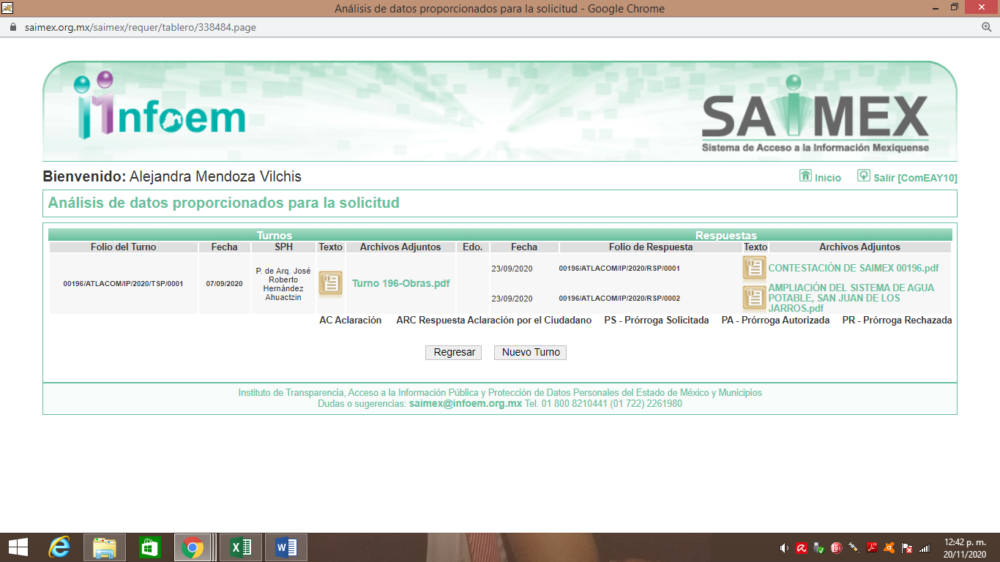 Análisis de datos proporcionados para la solicitud - Google Chrome
saimex.org.mx/saimex/requer/tablero/338484.page
infoem
SAIMEX
Sistema de Acceso a la Información Mexiquense
Bienvenido: Alejandra Mendoza Vilchis
Inicio Salir [ComEAY10]
Análisis de datos proporcionados para la solicitud
Turnos Respuestas
Folio del Turno Fecha SPH Texto Archivos Adjuntos Edo. Fecha Folio de Respuesta Texto Archivos Adjuntos
00196/ATLACOM/IP/2020/TSP/0001 07/09/2020
P. de Arq. José
Roberto
Hernández
Ahuactzin
Turno 196-Obras.pdf
23/09/2020 00196/ATLACOM/IP/2020/RSP/0001 CONTESTACIÓN DE SAIMEX 00196.pdf
23/09/2020 00196/ATLACOM/IP/2020/RSP/0002
AMPLIACIÓN DEL SISTEMA DE AGUA
POTABLE, SAN JUAN DE LOS
JARROS.pdf
AC Aclaración ARC Respuesta Aclaración por el Ciudadano PS - Prórroga Solicitada PA - Prórroga Autorizada PR - Prórroga Rechazada
Regresar Nuevo Turno
Instituto de Transparencia, Acceso a la Información Pública y Protección de Datos Personales del Estado de México y Municipios
Dudas o sugerencias: saimex@infoem.org.mx Tel. 01 800 8210441 (01 722) 2261980
12:42 p. m.
20/11/2020